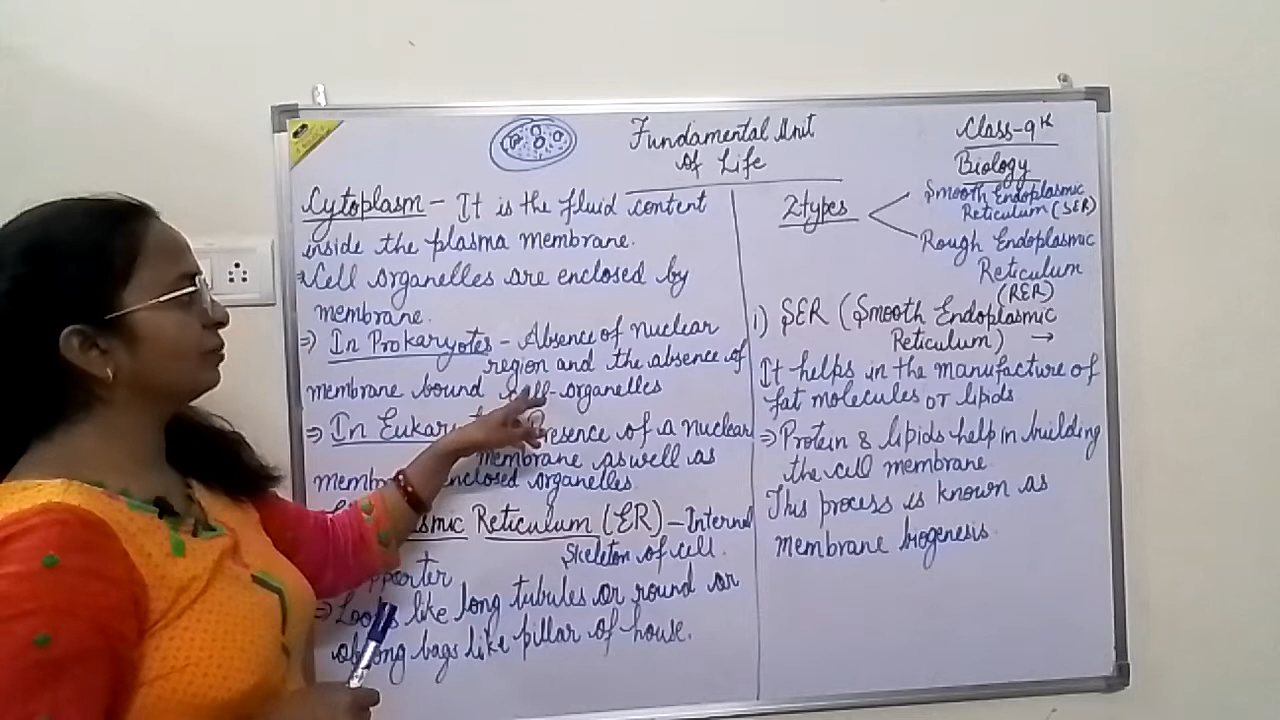 Fundamental Unit
of Life
Class-9th
Biology
Cytoplasm - It is the fluid content
inside the plasma membrane.
Cell organelles are enclosed by
membrane.
⇒ In Prokaryotes - Absence of nuclear
region and the absence of
membrane bound cell-organelles
⇒ In Presence of a nuclear
membrane as well as
enclosed organelles.
Reticulum (ER) - Internal
Skeleton of cell.
⇒ Looks like long tubules or round or
oblong bags like pillar of house.
2 types
Smooth Endoplasmic
Reticulum (SER)
Rough Endoplasmic
Reticulum
(RER)
1) SER (Smooth Endoplasmic
Reticulum) →
It helps in the manufacture of
fat molecules or lipids
⇒ Protein & lipids help in building
the cell membrane.
This process is known as
membrane biogenesis.